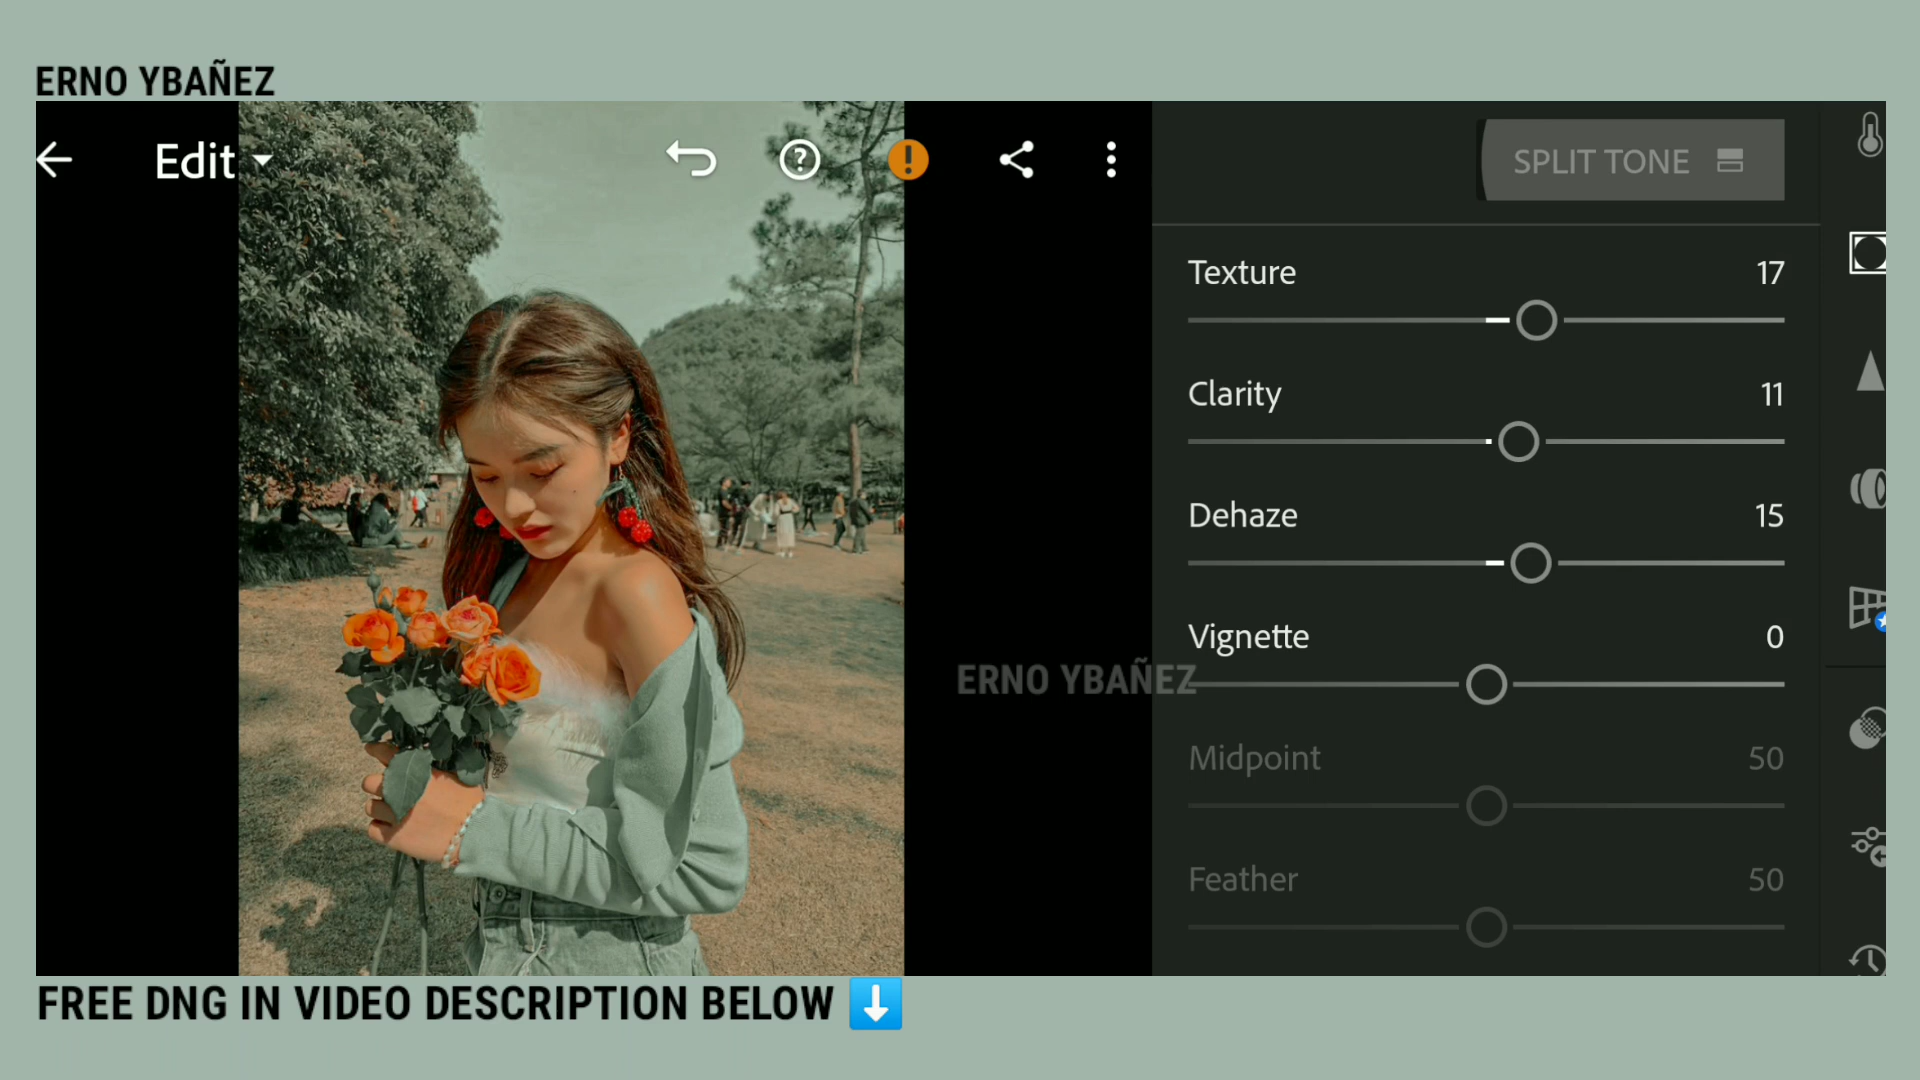 ERNO YBAÑEZ
Edit
SPLIT TONE
Texture 17
Clarity 11
Dehaze 15
Vignette 0
ERNO YBAÑEZ
Midpoint 50
Feather 50
FREE DNG IN VIDEO DESCRIPTION BELOW ⬇️